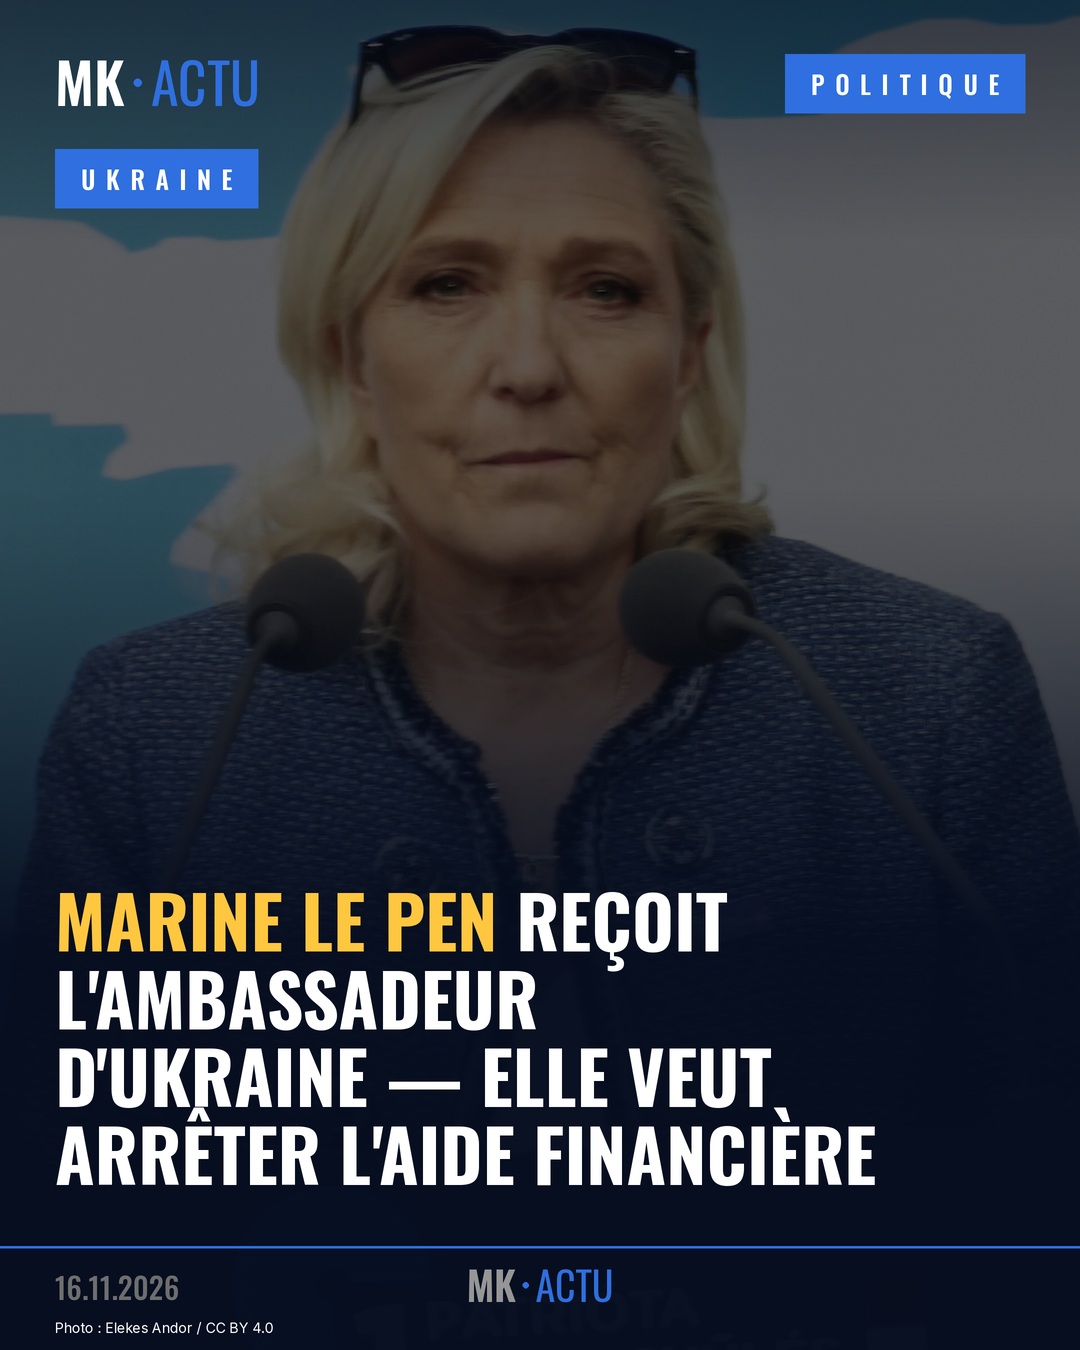 MK·ACTU
POLITIQUE
UKRAINE
MARINE LE PEN REÇOIT
L'AMBASSADEUR
D'UKRAINE — ELLE VEUT
ARRÊTER L'AIDE FINANCIÈRE
16.11.2026
MK·ACTU
PATRIOTA
Photo : Elekes Andor / CC BY 4.0